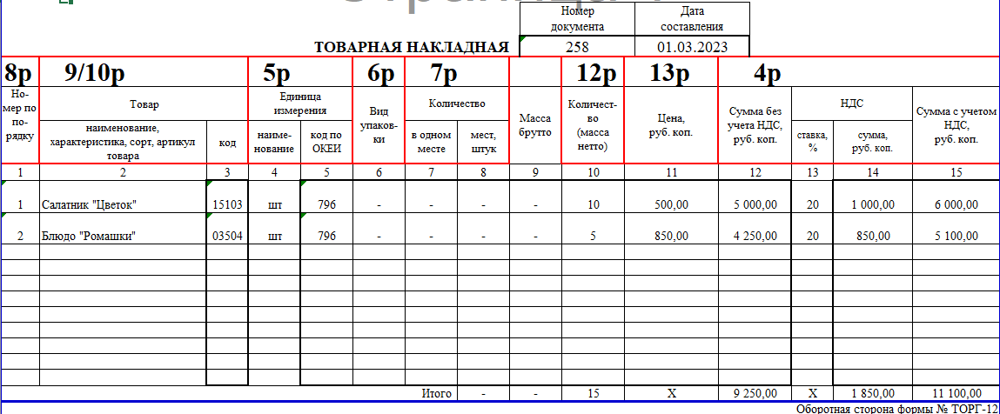 Номер документа Дата составления
ТОВАРНАЯ НАКЛАДНАЯ 258 01.03.2023
8р 9/10р 5р 6р 7р 12р 13р 4р
Но-
мер по
по-
рядку
Товар
наименование,
характеристика, сорт, артикул
товара
код
Единица
измерения
наиме-
нование
код по
ОКЕИ
Вид
упаков-
ки
Количество
в одном
месте
мест,
штук
Масса
брутто
Количест-
во
(масса
нетто)
Цена,
руб. коп.
Сумма без
учета НДС,
руб. коп.
НДС
ставка,
%
сумма,
руб. коп.
Сумма с учетом
НДС,
руб. коп.
1 2 3 4 5 6 7 8 9 10 11 12 13 14 15
1 Салатник "Цветок" 15103 шт 796 - - - - 10 500,00 5 000,00 20 1 000,00 6 000,00
2 Блюдо "Ромашки" 03504 шт 796 - - - - 5 850,00 4 250,00 20 850,00 5 100,00
Итого - - 15 Х 9 250,00 Х 1 850,00 11 100,00
Оборотная сторона формы № ТОРГ-12